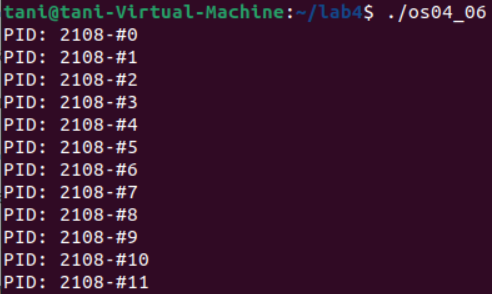 tani@tani-Virtual-Machine:~/lab4$ ./os04_06
PID: 2108-#0
PID: 2108-#1
PID: 2108-#2
PID: 2108-#3
PID: 2108-#4
PID: 2108-#5
PID: 2108-#6
PID: 2108-#7
PID: 2108-#8
PID: 2108-#9
PID: 2108-#10
PID: 2108-#11